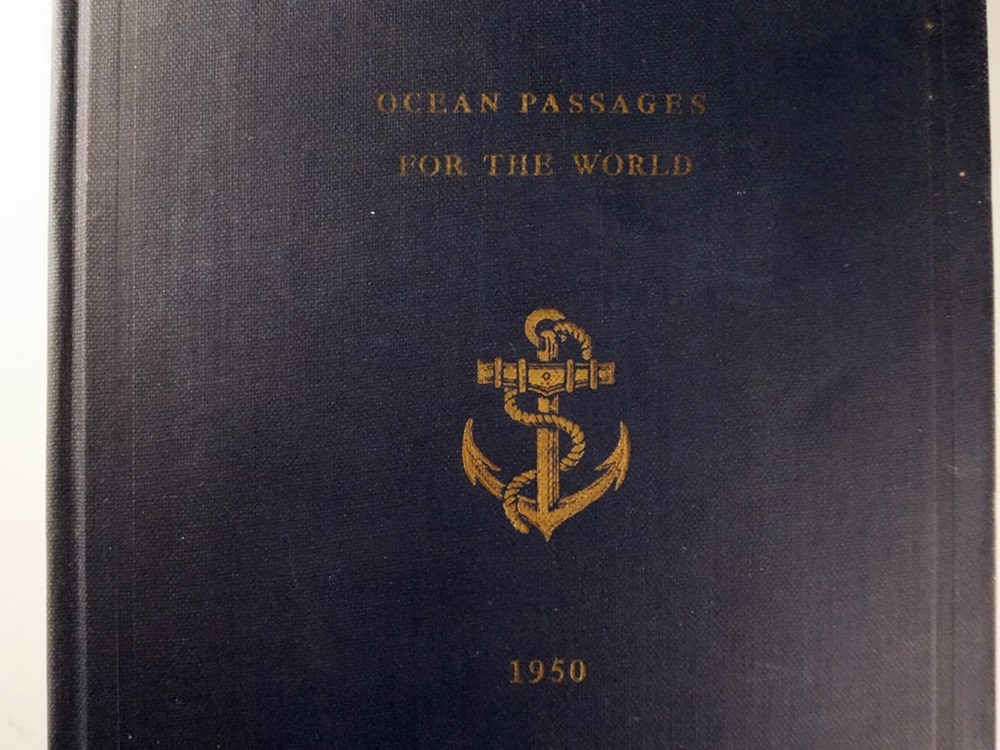 OCEAN PASSAGES
FOR THE WORLD
1950